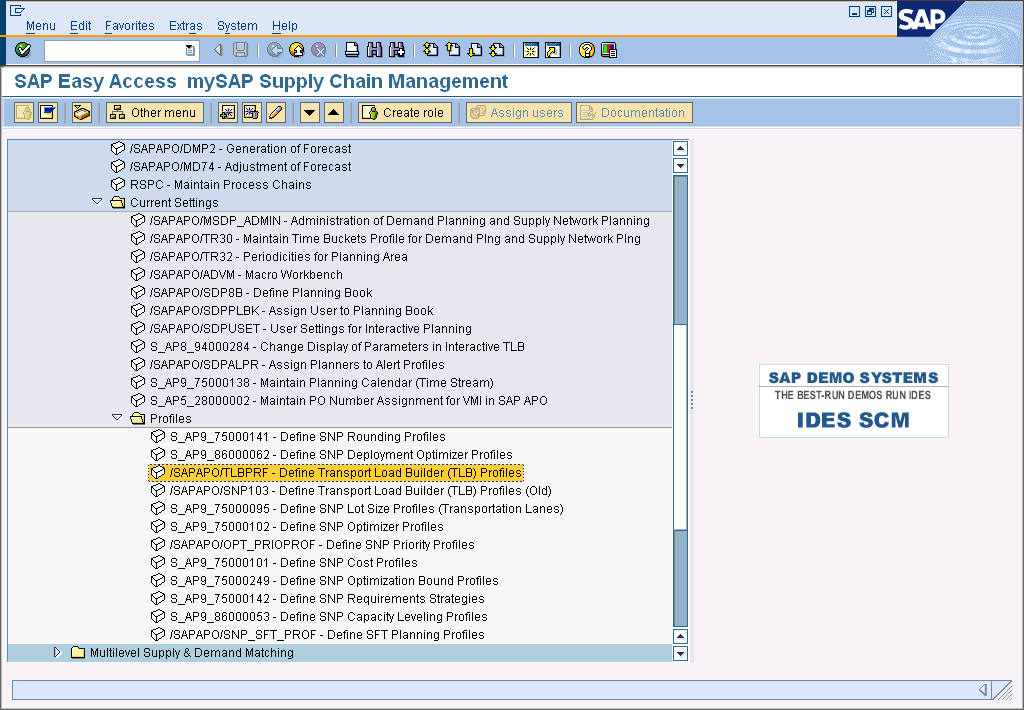 Menu Edit Favorites Extras System Help
SAP
SAP Easy Access mySAP Supply Chain Management
Other menu Create role Assign users Documentation
/SAPAPO/DMP2 - Generation of Forecast
/SAPAPO/MD74 - Adjustment of Forecast
RSPC - Maintain Process Chains
Current Settings
/SAPAPO/MSDP_ADMIN - Administration of Demand Planning and Supply Network Planning
/SAPAPO/TR30 - Maintain Time Buckets Profile for Demand Plng and Supply Network Plng
/SAPAPO/TR32 - Periodicities for Planning Area
/SAPAPO/ADVM - Macro Workbench
/SAPAPO/SDP8B - Define Planning Book
/SAPAPO/SDPPLBK - Assign User to Planning Book
/SAPAPO/SDPUSET - User Settings for Interactive Planning
S_AP8_94000284 - Change Display of Parameters in Interactive TLB
/SAPAPO/SDPALPR - Assign Planners to Alert Profiles
S_AP9_75000138 - Maintain Planning Calendar (Time Stream)
S_AP5_28000002 - Maintain PO Number Assignment for VMI in SAP APO
Profiles
S_AP9_75000141 - Define SNP Rounding Profiles
S_AP9_86000062 - Define SNP Deployment Optimizer Profiles
/SAPAPO/TLBPRF - Define Transport Load Builder (TLB) Profiles
/SAPAPO/SNP103 - Define Transport Load Builder (TLB) Profiles (Old)
S_AP9_75000095 - Define SNP Lot Size Profiles (Transportation Lanes)
S_AP9_75000102 - Define SNP Optimizer Profiles
/SAPAPO/OPT_PRIOPROF - Define SNP Priority Profiles
S_AP9_75000101 - Define SNP Cost Profiles
S_AP9_75000249 - Define SNP Optimization Bound Profiles
S_AP9_75000142 - Define SNP Requirements Strategies
S_AP9_86000053 - Define SNP Capacity Leveling Profiles
/SAPAPO/SNP_SFT_PROF - Define SFT Planning Profiles
Multilevel Supply & Demand Matching
SAP DEMO SYSTEMS
THE BEST-RUN DEMOS RUN IDES
IDES SCM